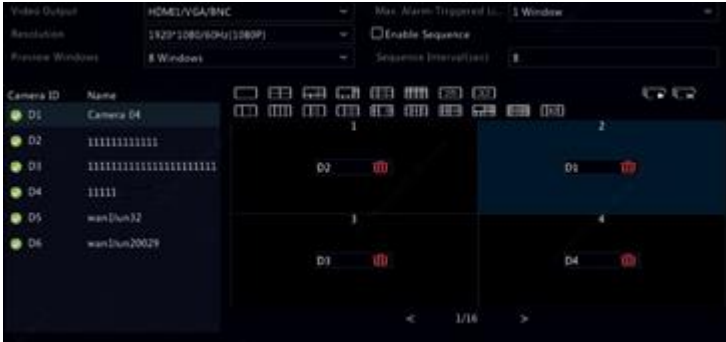 Video Output HDMI1/VGA/BNC Max. Alarm-Triggered Li... 1 Window
Resolution 1920*1080/60Hz(1080P) Enable Sequence
Preview Windows 8 Windows Sequence Interval(sec) 8
Camera ID Name
D1 Camera 04
D2 111111111111
D3
D4 11111
D5 wan1lun32
D6 wan1lun20029
1 2
D2 D1
3 4
D3 D4
< 1/16 >